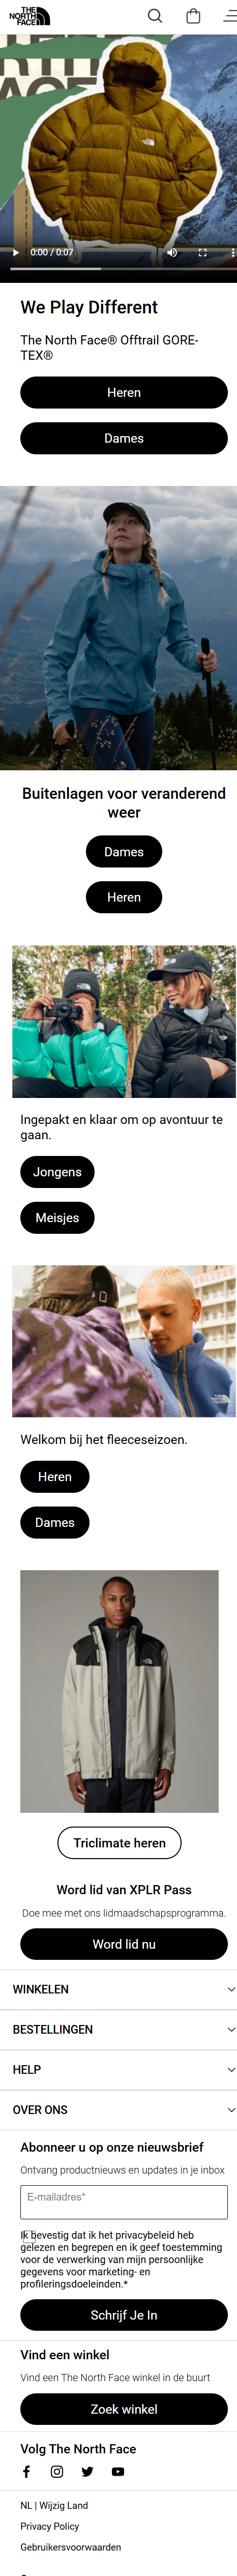 THE
NORTH
FACE
0:00 / 0:07
We Play Different
The North Face® Offtrail GORE-
TEX®
Heren
Dames
Buitenlagen voor veranderend
weer
Dames
Heren
Ingepakt en klaar om op avontuur te
gaan.
Jongens
Meisjes
Welkom bij het fleeceseizoen.
Heren
Dames
Triclimate heren
Word lid van XPLR Pass
Doe mee met ons lidmaadschapsprogramma.
Word lid nu
WINKELEN
BESTELLINGEN
HELP
OVER ONS
Abonneer u op onze nieuwsbrief
Ontvang productnieuws en updates in je inbox
E-mailadres*
Ik bevestig dat ik het privacybeleid heb
gelezen en begrepen en ik geef toestemming
voor de verwerking van mijn persoonlijke
gegevens voor marketing- en
profileringsdoeleinden.*
Schrijf Je In
Vind een winkel
Vind een The North Face winkel in de buurt
Zoek winkel
Volg The North Face
NL | Wijzig Land
Privacy Policy
Gebruikersvoorwaarden